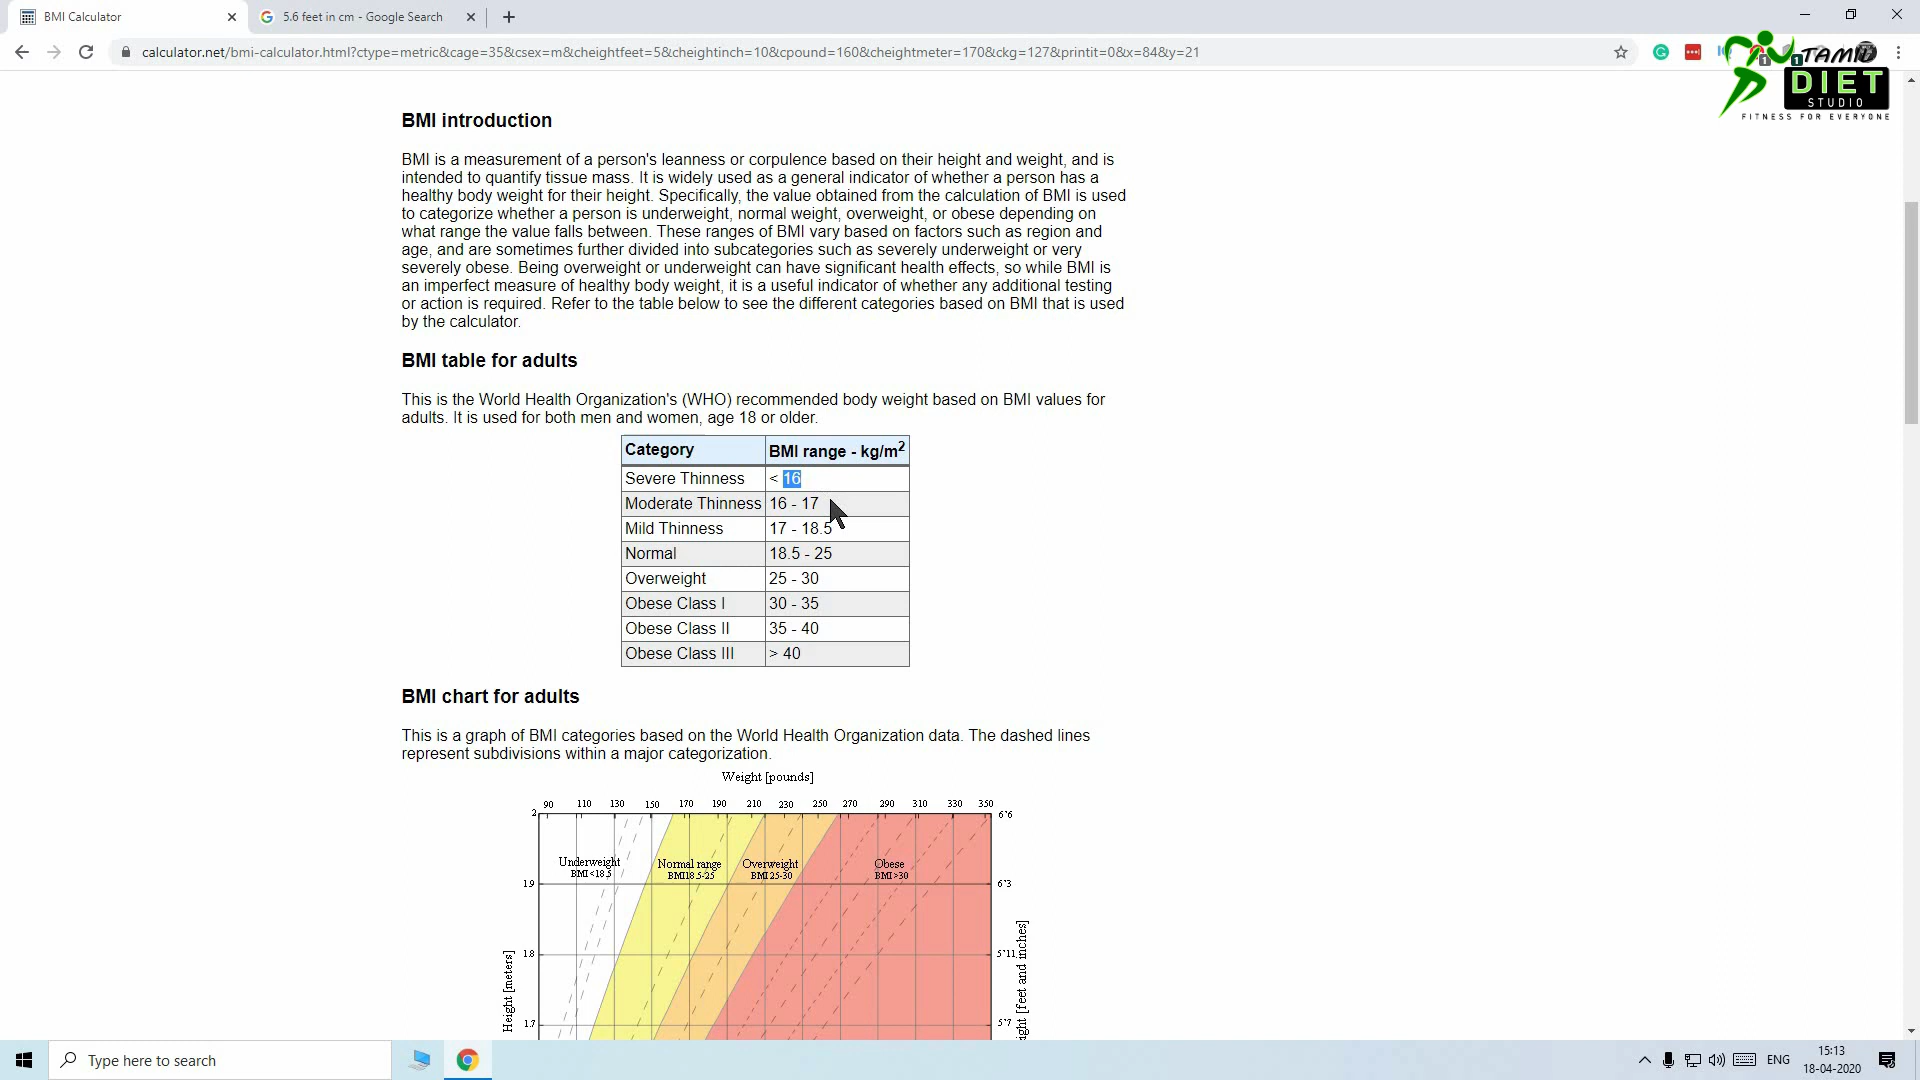 BMI Calculator
5.6 feet in cm - Google Search
calculator.net/bmi-calculator.html?ctype=metric&cage=35&csex=m&cheightfeet=5&cheightinch=10&cpound=160&cheightmeter=170&ckg=127&printit=0&x=84&y=21
TAMIL
DIET
STUDIO
FITNESS FOR EVERYONE
BMI introduction
BMI is a measurement of a person's leanness or corpulence based on their height and weight, and is
intended to quantify tissue mass. It is widely used as a general indicator of whether a person has a
healthy body weight for their height. Specifically, the value obtained from the calculation of BMI is used
to categorize whether a person is underweight, normal weight, overweight, or obese depending on
what range the value falls between. These ranges of BMI vary based on factors such as region and
age, and are sometimes further divided into subcategories such as severely underweight or very
severely obese. Being overweight or underweight can have significant health effects, so while BMI is
an imperfect measure of healthy body weight, it is a useful indicator of whether any additional testing
or action is required. Refer to the table below to see the different categories based on BMI that is used
by the calculator.
BMI table for adults
This is the World Health Organization's (WHO) recommended body weight based on BMI values for
adults. It is used for both men and women, age 18 or older.
Category BMI range - kg/m²
Severe Thinness < 16
Moderate Thinness 16 - 17
Mild Thinness 17 - 18.5
Normal 18.5 - 25
Overweight 25 - 30
Obese Class I 30 - 35
Obese Class II 35 - 40
Obese Class III > 40
BMI chart for adults
This is a graph of BMI categories based on the World Health Organization data. The dashed lines
represent subdivisions within a major categorization.
Weight [pounds]
90 110 130 150 170 190 210 230 250 270 290 310 330 350
2 6'6
Underweight Normal range Overweight Obese
BMI <18.5 BMI 18.5-25 BMI 25-30 BMI >30
1.9 6'3
1.8 5'11
1.7 5'7
Height [meters]
ight [feet and inches]
Type here to search
ENG
15:13
18-04-2020